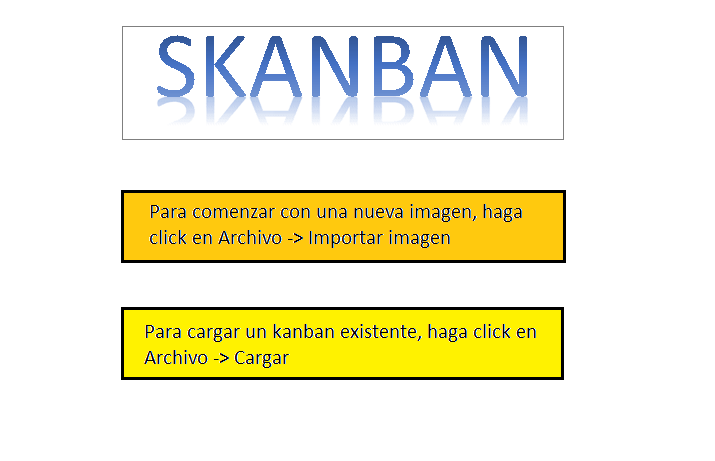 SKANBAN
Para comenzar con una nueva imagen, haga
click en Archivo -> Importar imagen
Para cargar un kanban existente, haga click en
Archivo -> Cargar